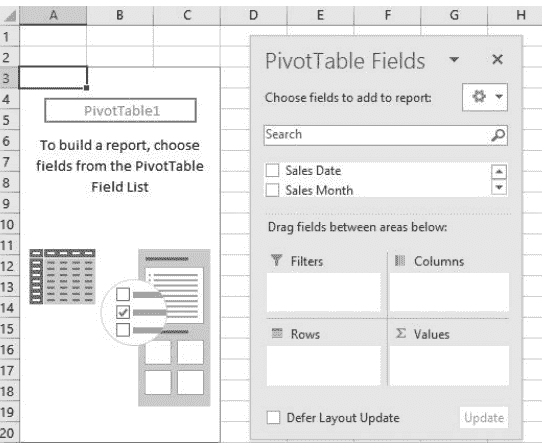 A B C D E F G H
1
2
3
4
5
6
7
8
9
10
11
12
13
14
15
16
17
18
19
20
PivotTable1
To build a report, choose
fields from the PivotTable
Field List
PivotTable Fields
Choose fields to add to report:
Search
Sales Date
Sales Month
Drag fields between areas below:
Filters
Columns
Rows
Σ Values
Defer Layout Update
Update